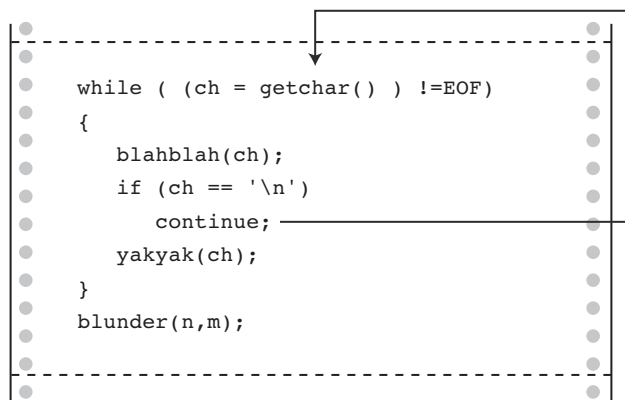 while ( (ch = getchar() ) !=EOF)
{
blahblah(ch);
if (ch == '\n')
continue;
yakyak(ch);
}
blunder(n,m);